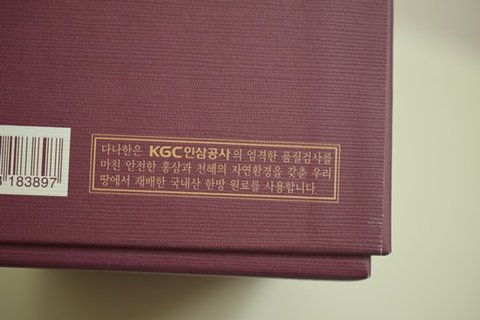 다나한은 KGC인삼공사의 엄격한 품질검사를
마친 안전한 홍삼과 천혜의 자연환경을 갖춘 우리
땅에서 재배한 국내산 한방 원료를 사용합니다.
183897